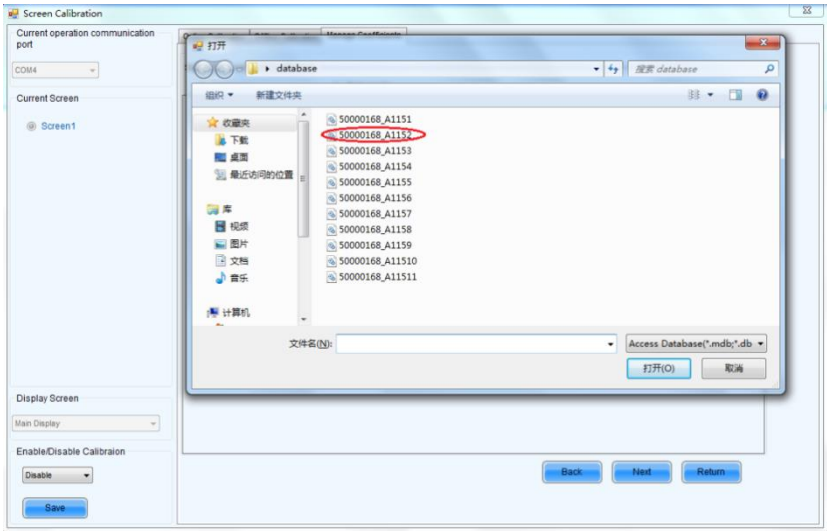 Screen Calibration
Current operation communication
port
COM4
Current Screen
Screen1
Display Screen
Main Display
Enable/Disable Calibraion
Disable
Save
Manage Coefficients
打开
database
搜索 database
组织
新建文件夹
收藏夹
下载
桌面
最近访问的位置
库
视频
图片
文档
音乐
计算机
50000168_A1151
50000168_A1152
50000168_A1153
50000168_A1154
50000168_A1155
50000168_A1156
50000168_A1157
50000168_A1158
50000168_A1159
50000168_A11510
50000168_A11511
文件名(N):
Access Database(*.mdb;*.db
打开(O)
取消
Back
Next
Return